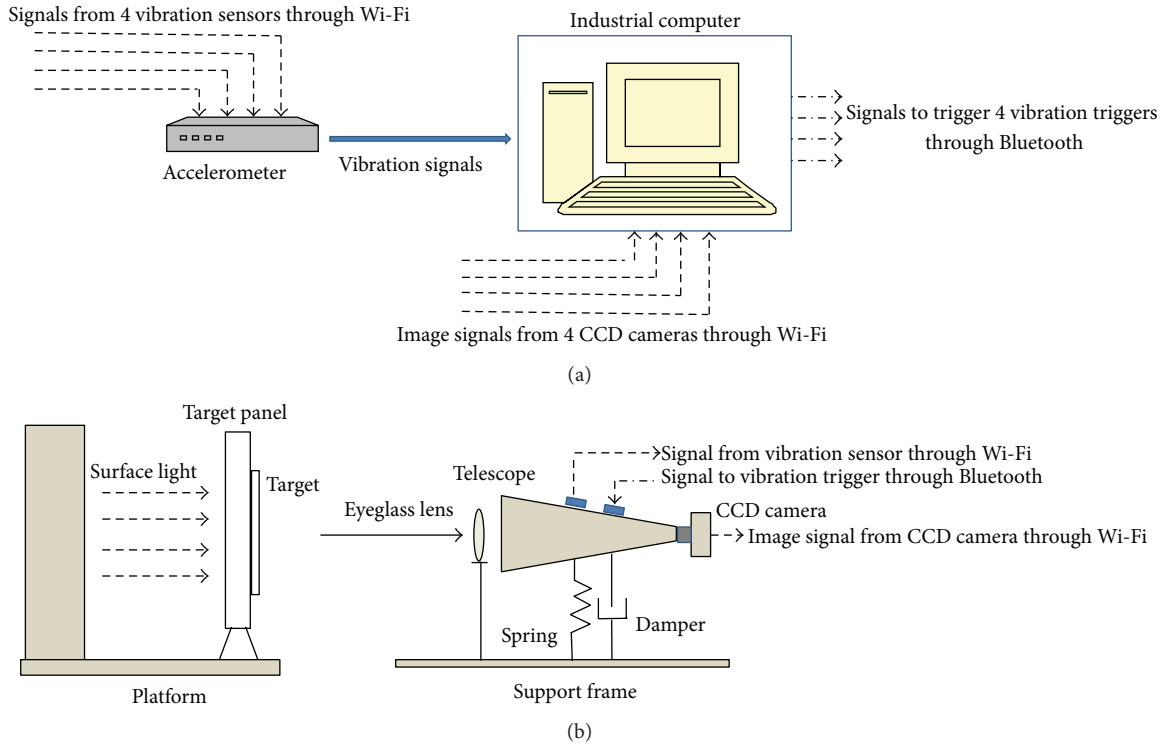 Signals from 4 vibration sensors through Wi-Fi
Industrial computer
Signals to trigger 4 vibration triggers
through Bluetooth
Accelerometer
Vibration signals
Image signals from 4 CCD cameras through Wi-Fi
(a)
Target panel
Surface light
Target
Eyeglass lens
Telescope
Signal from vibration sensor through Wi-Fi
Signal to vibration trigger through Bluetooth
CCD camera
Image signal from CCD camera through Wi-Fi
Spring
Damper
Platform
Support frame
(b)